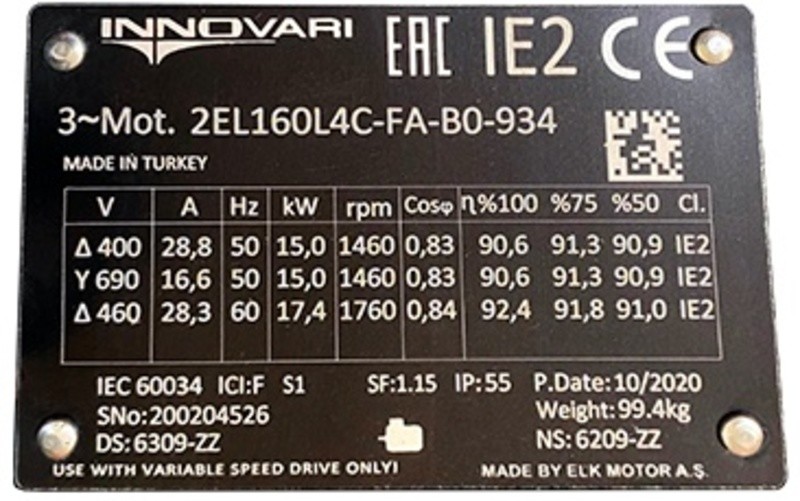 INNOVARI EAC IE2 CE
3~Mot. 2EL160L4C-FA-B0-934
MADE IN TURKEY
V A Hz kW rpm Cosφ η%100 %75 %50 Cl.
Δ 400 28,8 50 15,0 1460 0,83 90,6 91,3 90,9 IE2
Y 690 16,6 50 15,0 1460 0,83 90,6 91,3 90,9 IE2
Δ 460 28,3 60 17,4 1760 0,84 92,4 91,8 91,0 IE2
IEC 60034 ICl:F S1 SF:1.15 IP:55 P.Date:10/2020
SNo:200204526 Weight:99.4kg
DS:6309-ZZ NS:6209-ZZ
USE WITH VARIABLE SPEED DRIVE ONLY! MADE BY ELK MOTOR A.Ş.